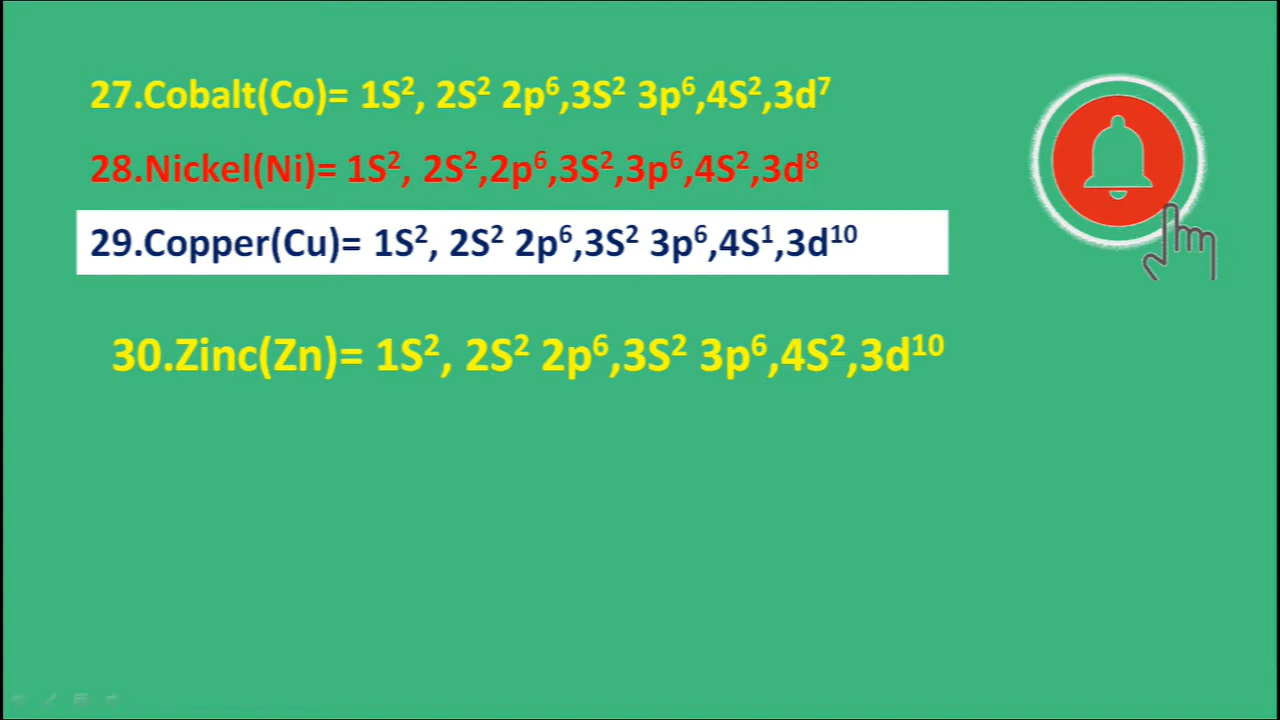 27.Cobalt(Co)= 1S², 2S² 2p⁶,3S² 3p⁶,4S²,3d⁷
28.Nickel(Ni)= 1S², 2S²,2p⁶,3S²,3p⁶,4S²,3d⁸
29.Copper(Cu)= 1S², 2S² 2p⁶,3S² 3p⁶,4S¹,3d¹⁰
30.Zinc(Zn)= 1S², 2S² 2p⁶,3S² 3p⁶,4S²,3d¹⁰